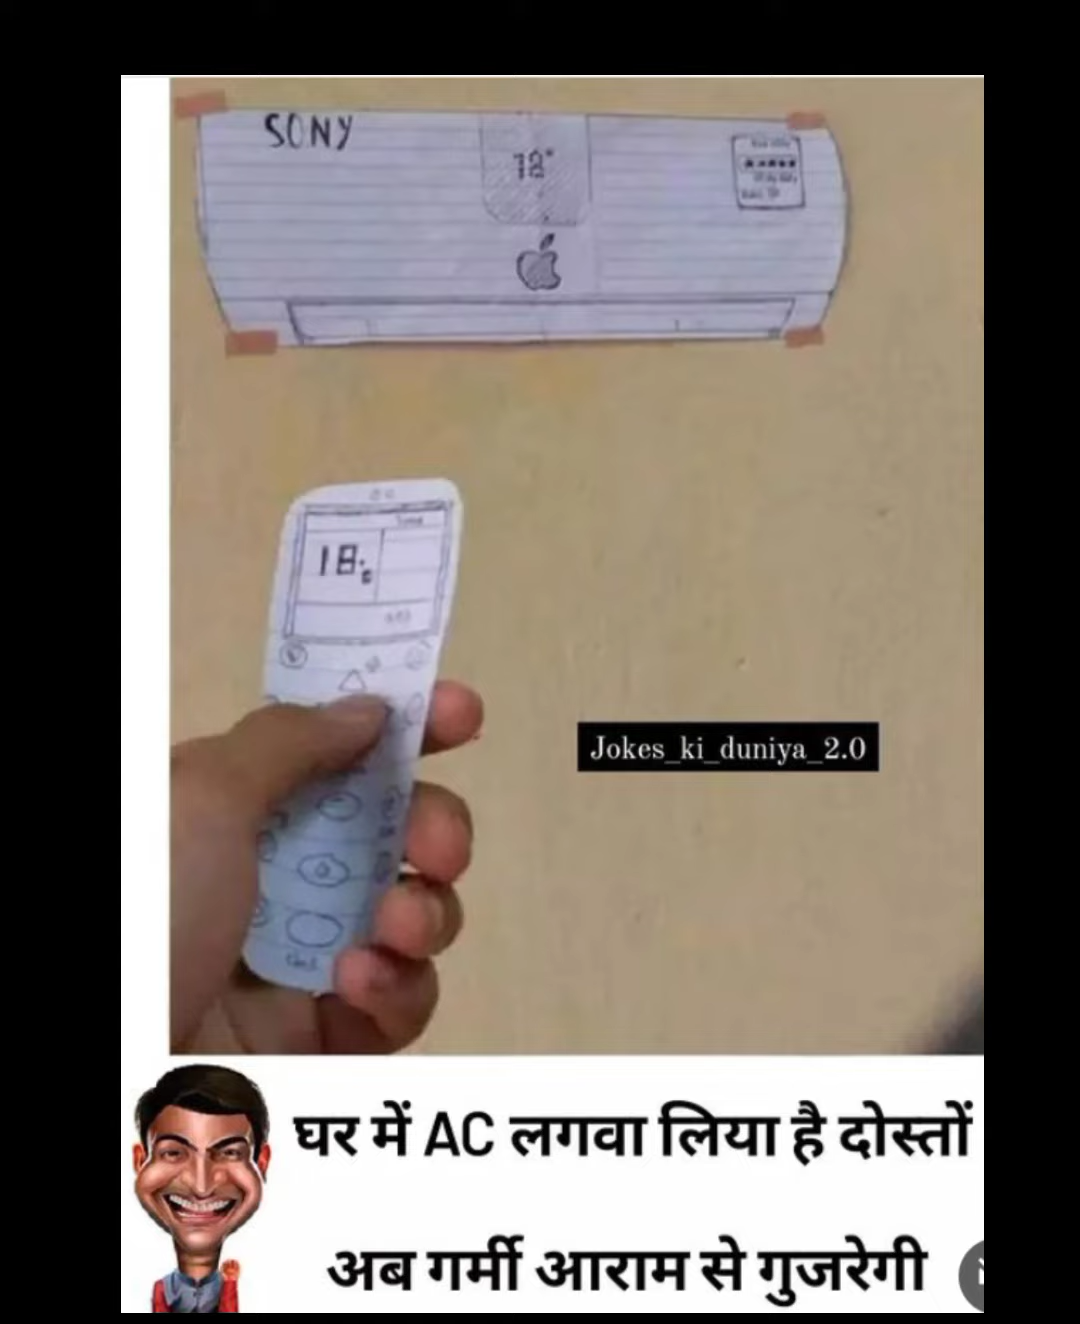 SONY
18°
18
Jokes_ki_duniya_2.0
घर में AC लगवा लिया है दोस्तों
अब गर्मी आराम से गुजरेगी